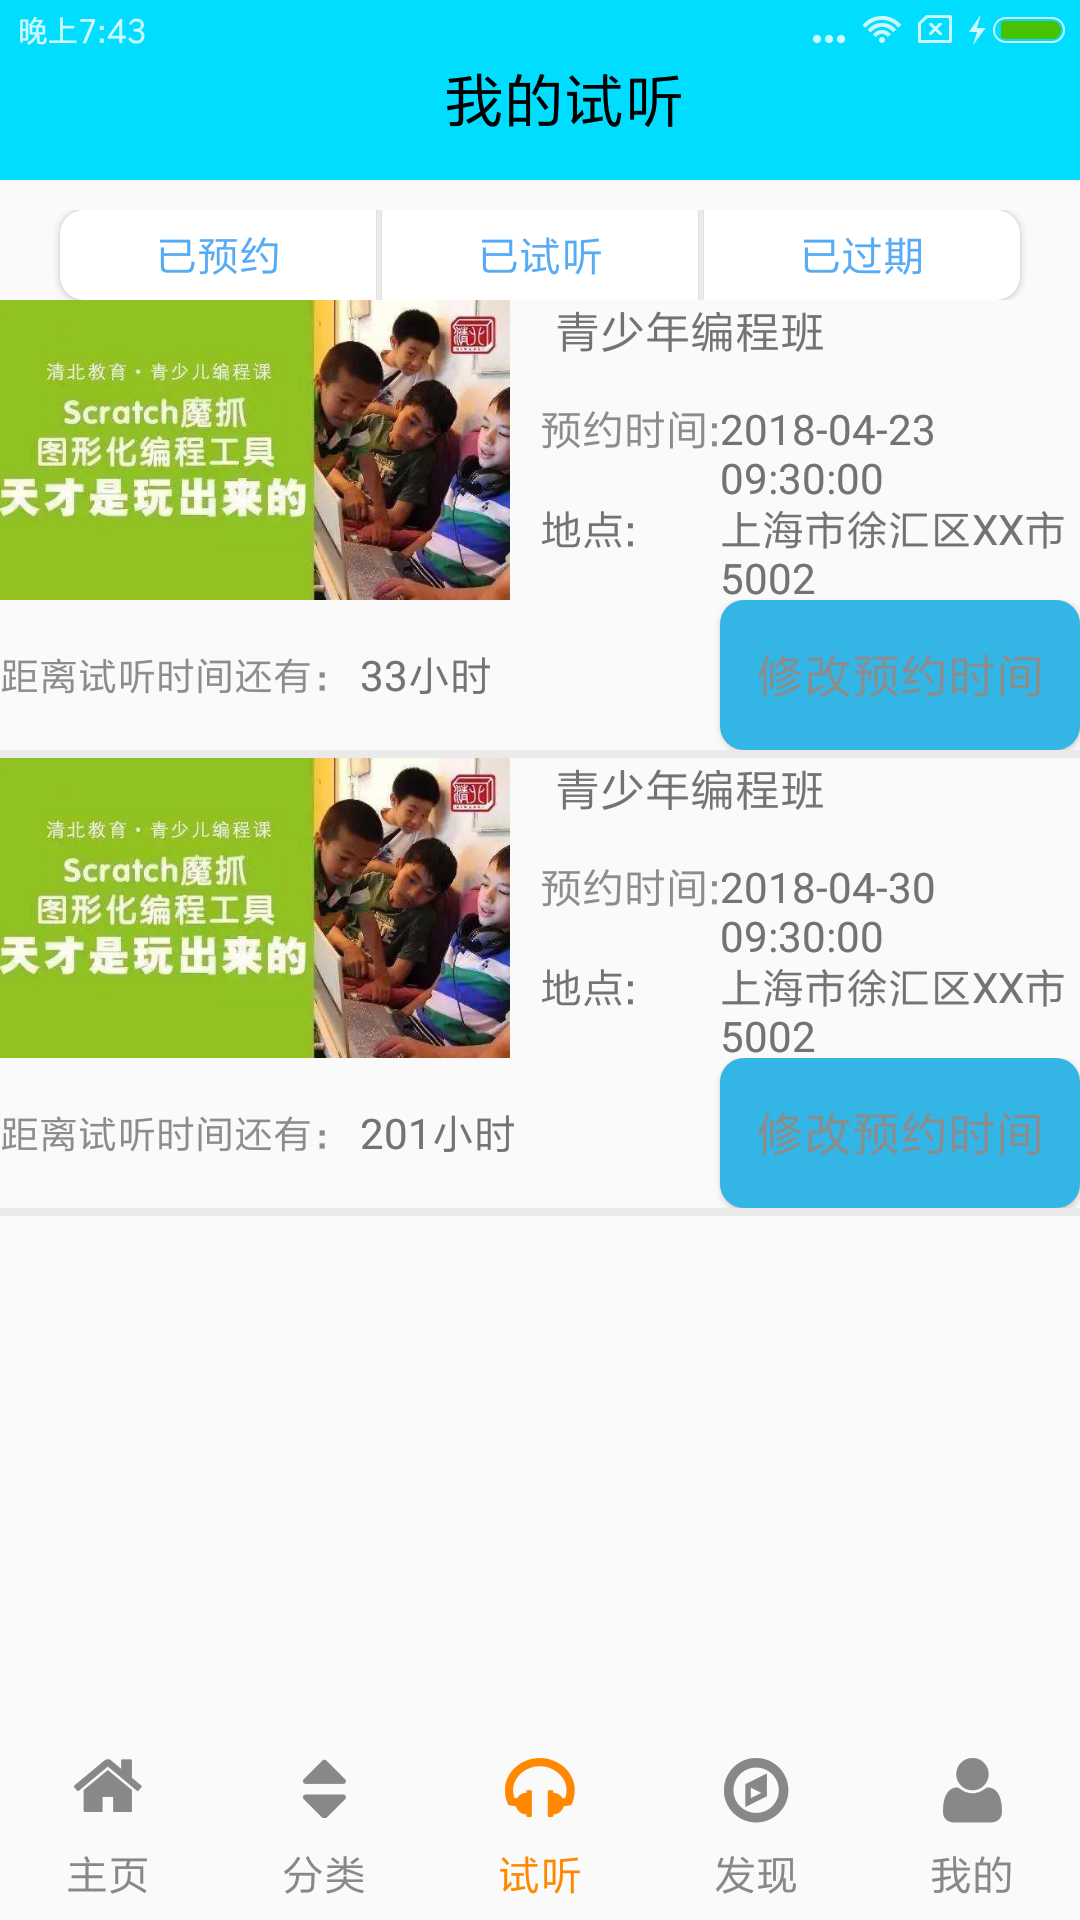 晚上7:43
我的试听
已预约 已试听 已过期
清北
清北教育·青少儿编程课
Scratch魔抓
图形化编程工具
天才是玩出来的
青少年编程班
预约时间:2018-04-23
09:30:00
地点: 上海市徐汇区XX市
5002
距离试听时间还有： 33小时
修改预约时间
清北
清北教育·青少儿编程课
Scratch魔抓
图形化编程工具
天才是玩出来的
青少年编程班
预约时间:2018-04-30
09:30:00
地点: 上海市徐汇区XX市
5002
距离试听时间还有： 201小时
修改预约时间
主页 分类 试听 发现 我的